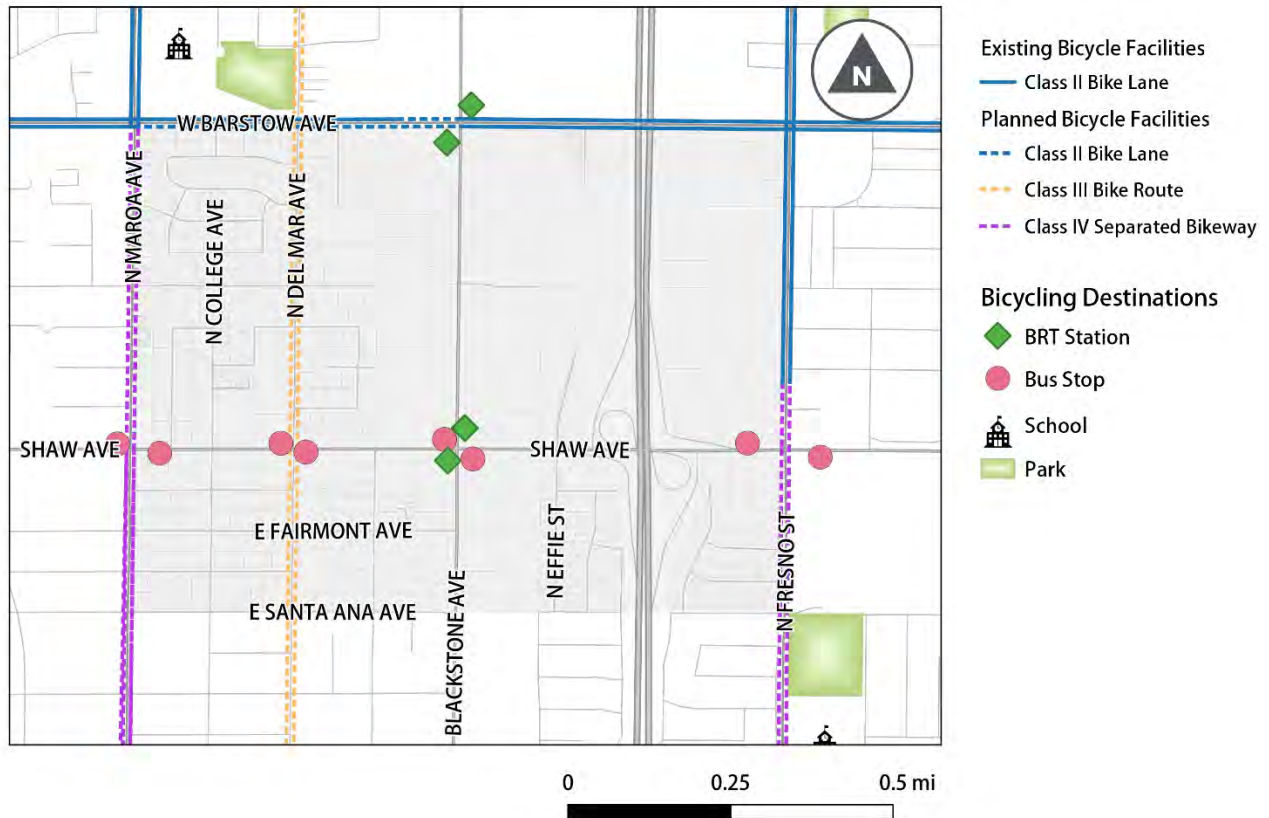 W BARSTOW AVE
N MAROA AVE
N COLLEGE AVE
N DEL MAR AVE
SHAW AVE
SHAW AVE
E FAIRMONT AVE
E SANTA ANA AVE
BLACKSTONE AVE
N EFFIE ST
N FRESNO ST
N
0 0.25 0.5 mi
Existing Bicycle Facilities
Class II Bike Lane
Planned Bicycle Facilities
Class II Bike Lane
Class III Bike Route
Class IV Separated Bikeway
Bicycling Destinations
BRT Station
Bus Stop
School
Park